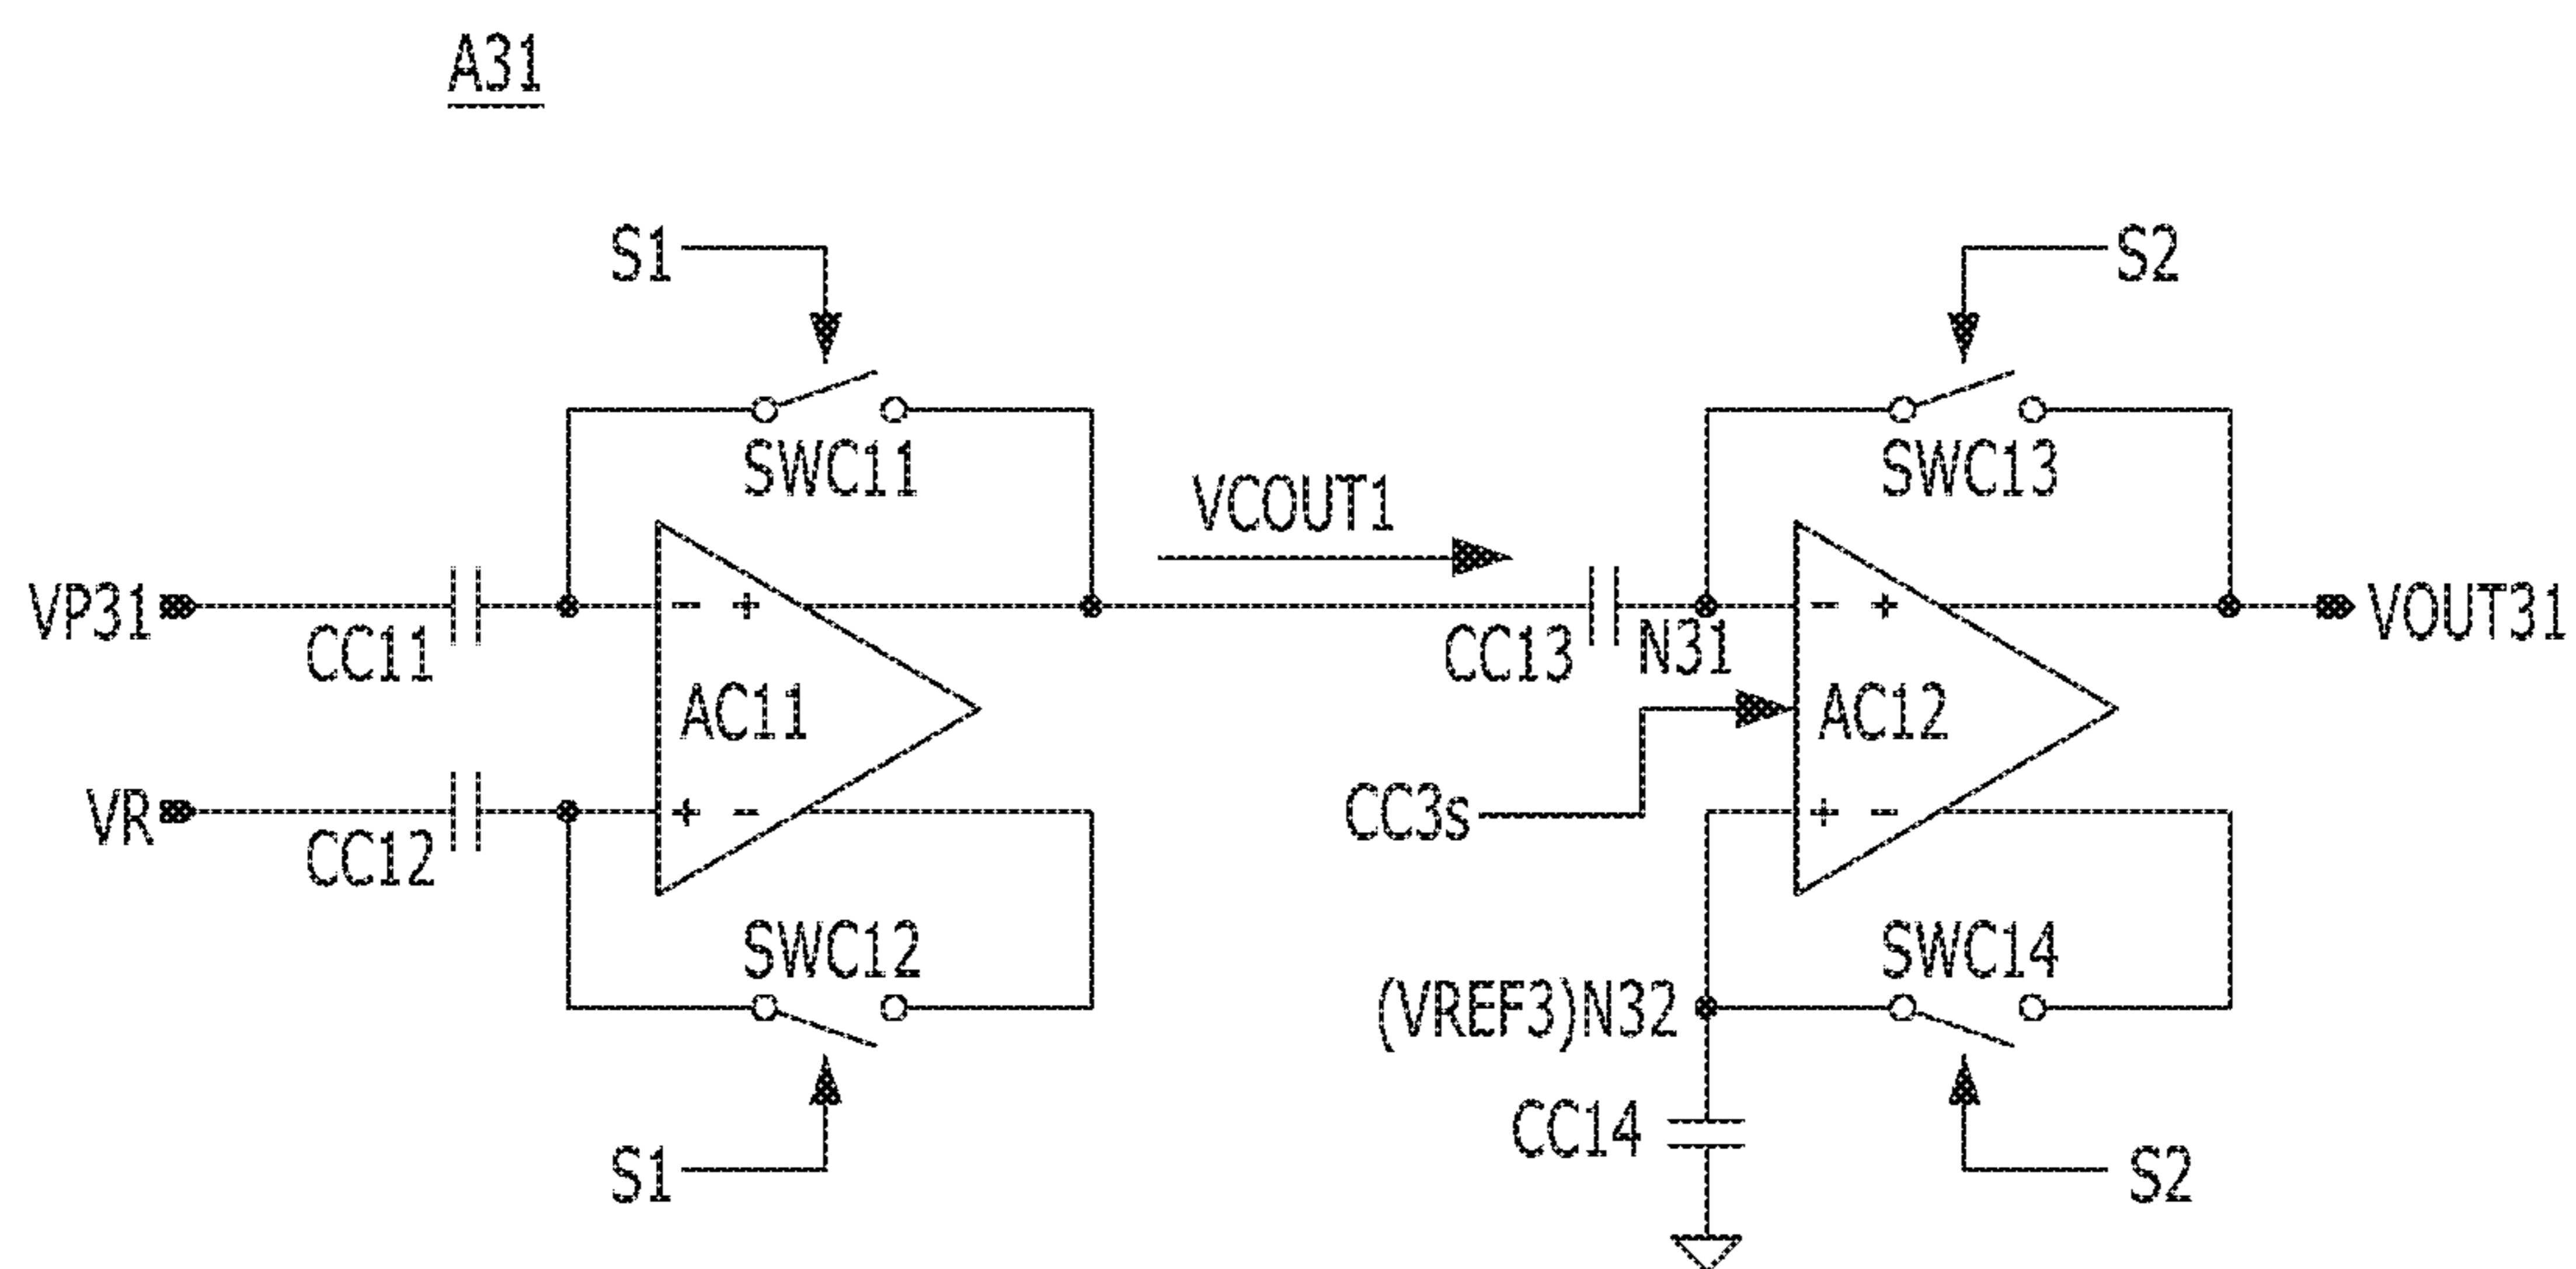 A31
S1
S2
SWC11
SWC13
VCOUT1
VP31
CC11
- +
CC13
N31
- +
VOUT31
AC11
AC12
VR
CC12
+ -
CC3s
+ -
SWC12
SWC14
(VREF3)N32
CC14
S1
S2